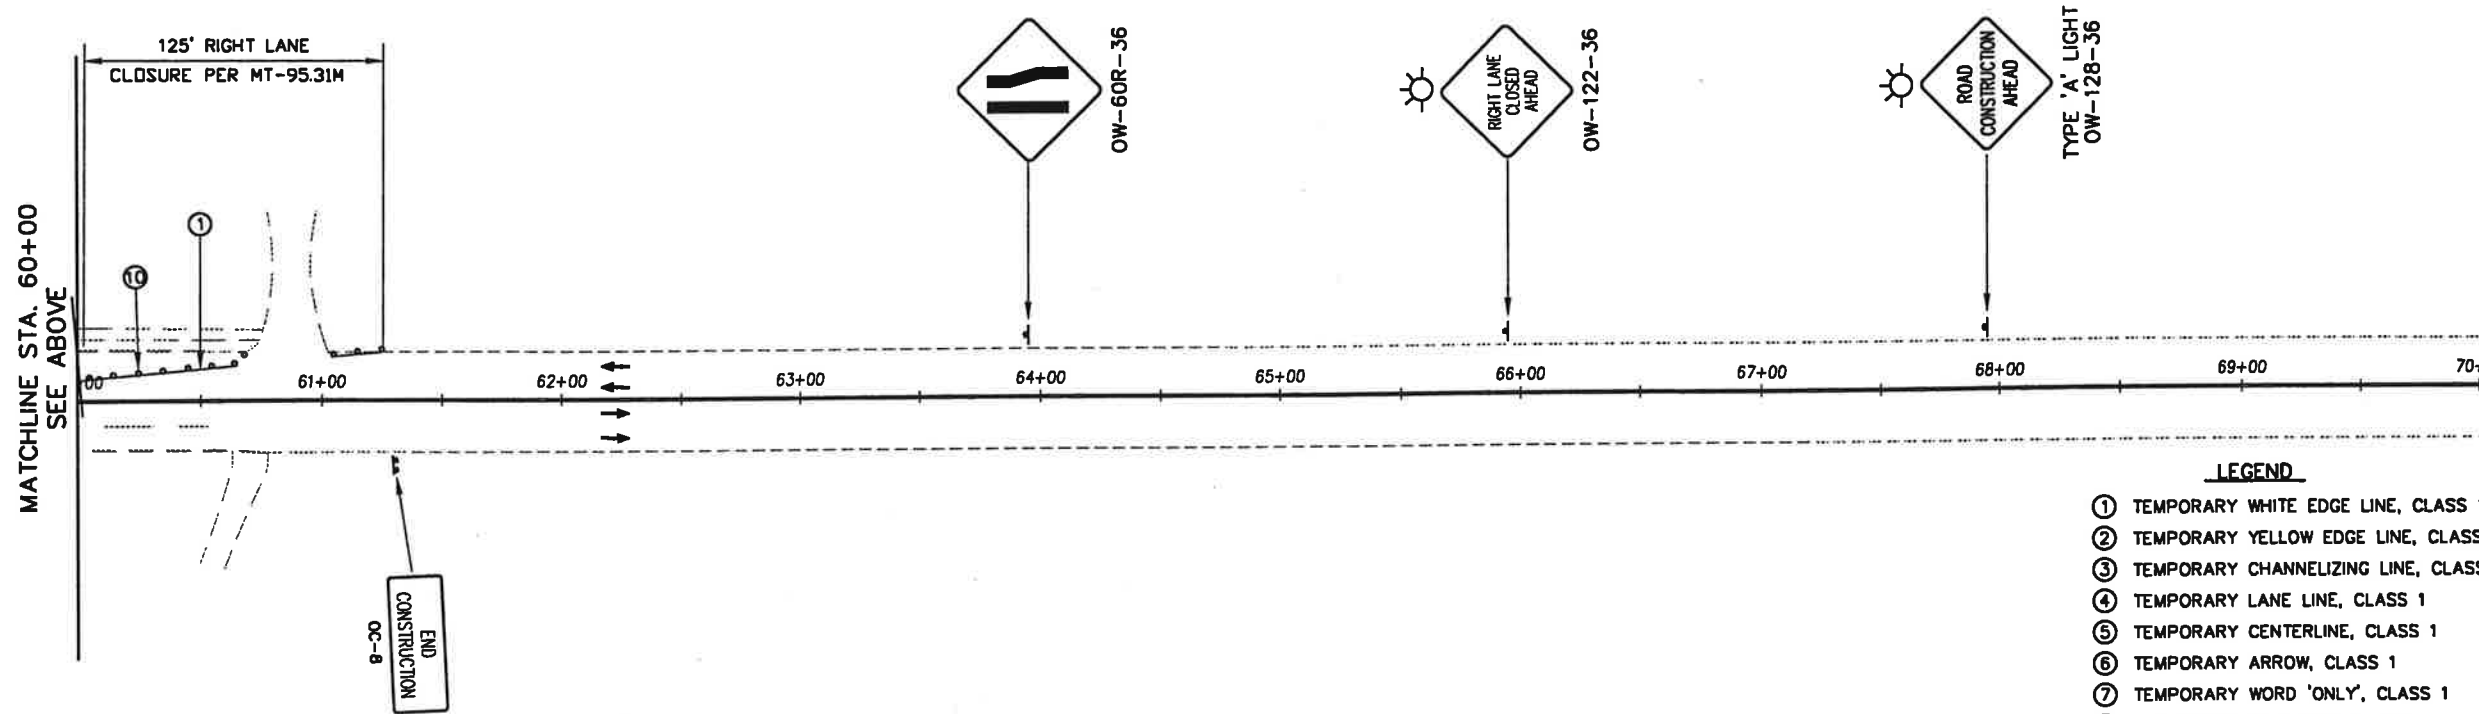 125' RIGHT LANE
CLOSURE PER MT-95.31M
OW-60R-36
RIGHT LANE
CLOSED
AHEAD
OW-122-36
ROAD
CONSTRUCTION
AHEAD
TYPE 'A' LIGHT
OW-128-36
MATCHLINE STA. 60+00
SEE ABOVE
1
10
00
61+00
62+00
63+00
64+00
65+00
66+00
67+00
68+00
69+00
70+
END
CONSTRUCTION
OC-8
LEGEND
1 TEMPORARY WHITE EDGE LINE, CLASS
2 TEMPORARY YELLOW EDGE LINE, CLASS
3 TEMPORARY CHANNELIZING LINE, CLASS
4 TEMPORARY LANE LINE, CLASS 1
5 TEMPORARY CENTERLINE, CLASS 1
6 TEMPORARY ARROW, CLASS 1
7 TEMPORARY WORD 'ONLY', CLASS 1